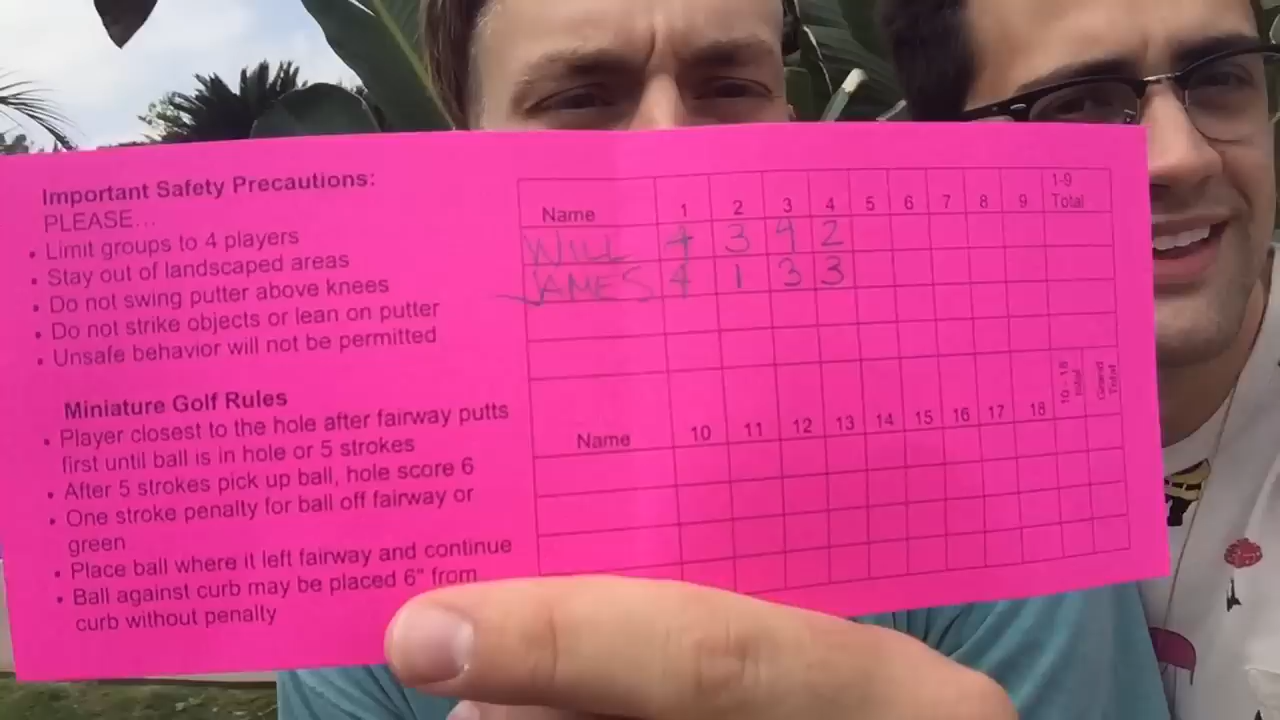 Important Safety Precautions:
PLEASE...
• Limit groups to 4 players
• Stay out of landscaped areas
• Do not swing putter above knees
• Do not strike objects or lean on putter
• Unsafe behavior will not be permitted
Miniature Golf Rules
• Player closest to the hole after fairway putts
first until ball is in hole or 5 strokes
• After 5 strokes pick up ball, hole score 6
• One stroke penalty for ball off fairway or
green
• Place ball where it left fairway and continue
• Ball against curb may be placed 6" from
curb without penalty
Name 1 2 3 4 5 6 7 8 9 1-9 Total
WILL 4 3 4 2
JAMES 4 1 3 3
Name 10 11 12 13 14 15 16 17 18 10 - 18 total Grand Total